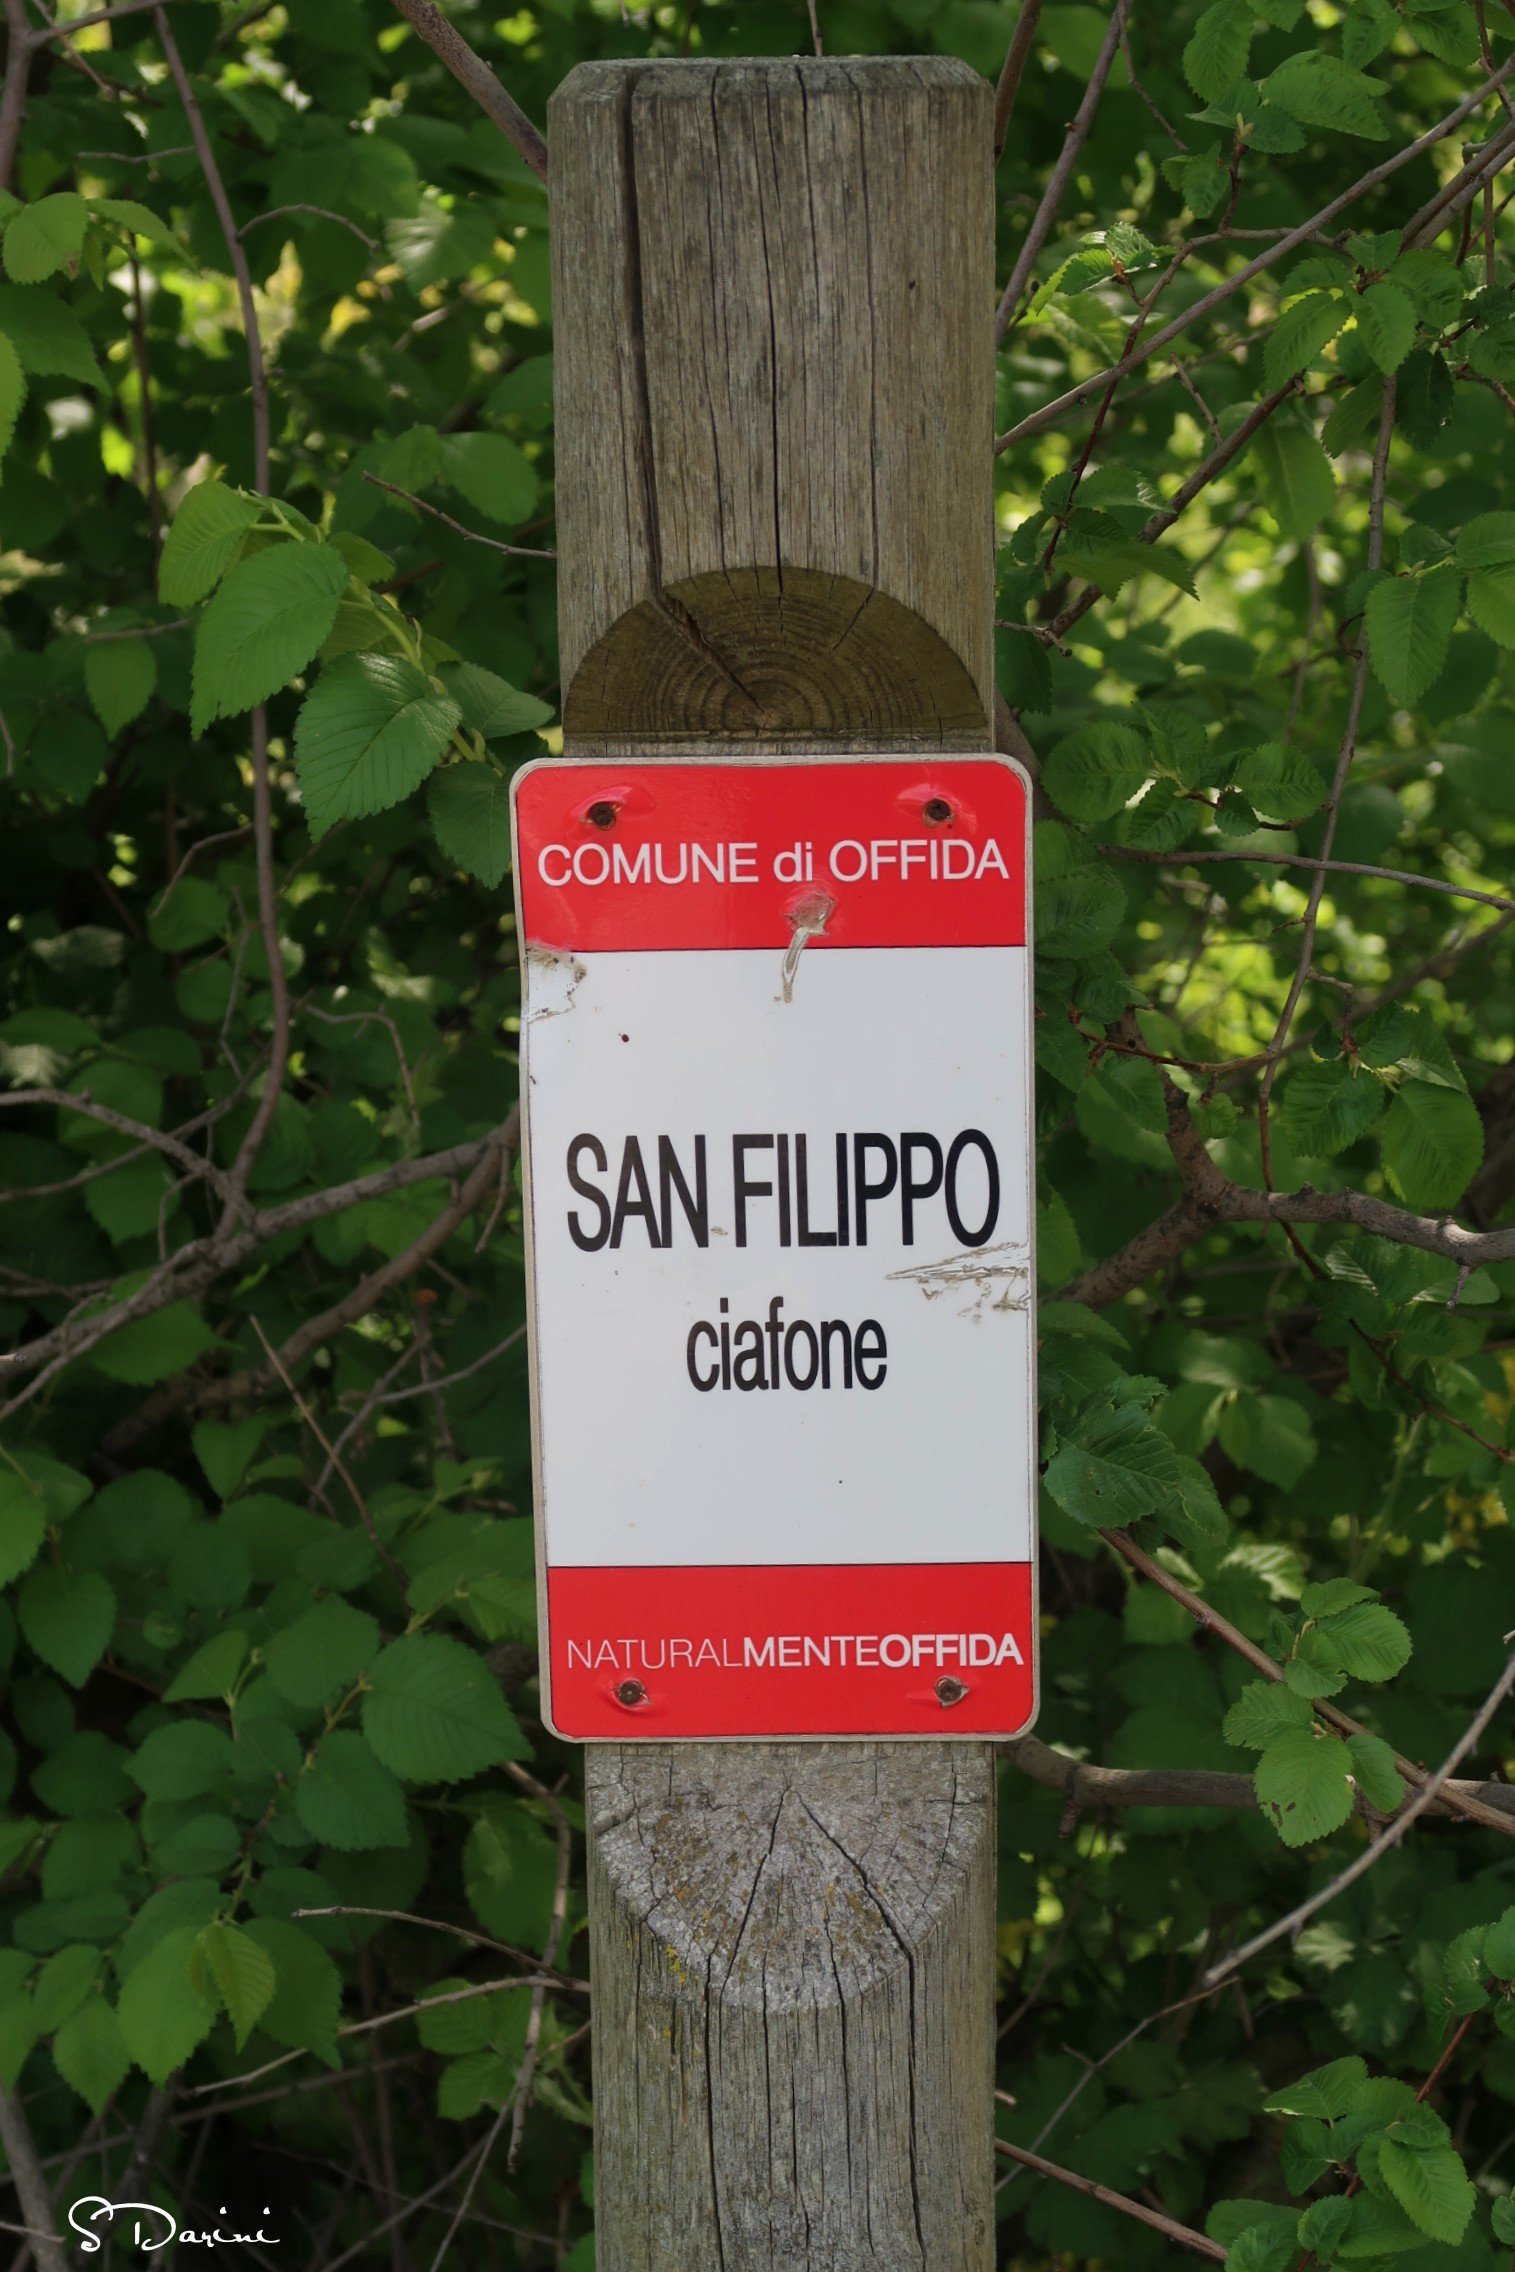 COMUNE di OFFIDA
SAN FILIPPO
ciafone
NATURALMENTEOFFIDA
S Darini